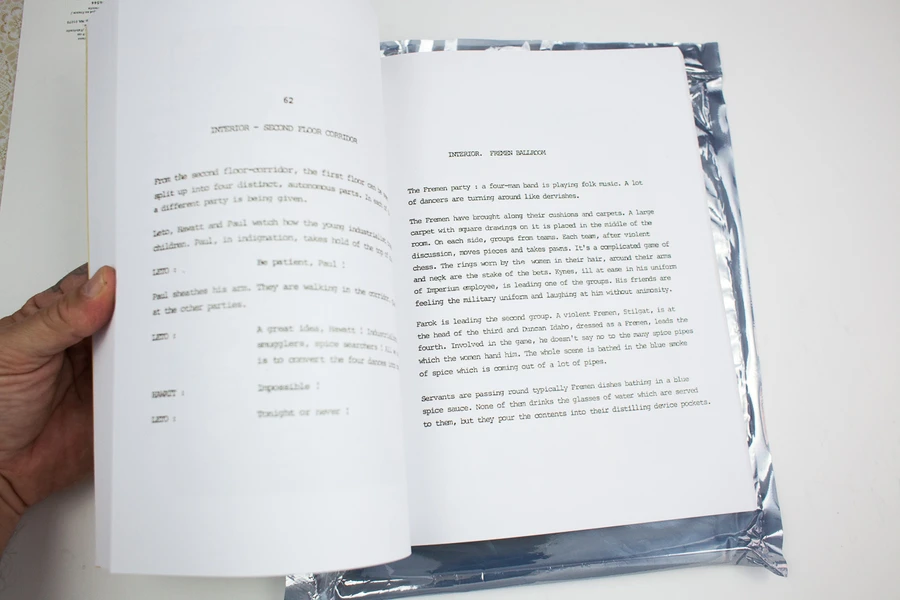 62
INTERIOR - SECOND FLOOR CORRIDOR
From the second floor-corridor, the first floor can be
split up into four distinct, autonomous parts. In each
a different party is being given.
Leto, Hawatt and Paul watch how the young industrial
children. Paul, in indignation, takes hold of the
LETO : Be patient, Paul !
Paul sheathes his arm. They are walking in the corridor,
at the other parties.
LETO : A great idea, Hawatt ! Industrial
smugglers, spice searchers ! All
is to convert the four dances
HAWATT : Impossible !
LETO : Tonight or never !
INTERIOR. FREMEN BALLROOM
The Fremen party : a four-man band is playing folk music. A lot
of dancers are turning around like dervishes.
The Fremen have brought along their cushions and carpets. A large
carpet with square drawings on it is placed in the middle of the
room. On each side, groups from teams. Each team, after violent
discussion, moves pieces and takes pawns. It's a complicated game of
chess. The rings worn by the women in their hair, around their arms
and neck are the stake of the bets. Kynes, ill at ease in his uniform
of Imperium employee, is leading one of the groups. His friends are
feeling the military uniform and laughing at him without animosity.
Farok is leading the second group. A violent Fremen, Stilgat, is at
the head of the third and Duncan Idaho, dressed as a Fremen, leads the
fourth. Involved in the game, he doesn't say no to the many spice pipes
which the women hand him. The whole scene is bathed in the blue smoke
of spice which is coming out of a lot of pipes.
Servants are passing round typically Fremen dishes bathing in a blue
spice sauce. None of them drinks the glasses of water which are served
to them, but they pour the contents into their distilling device pockets.